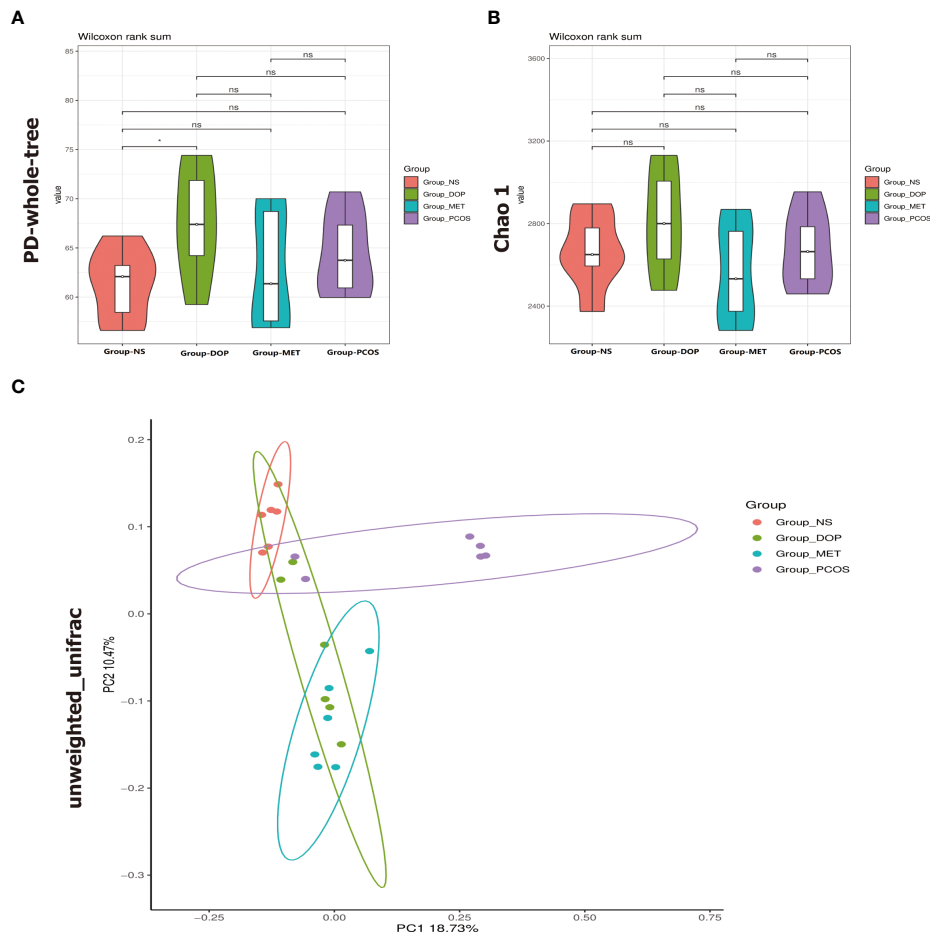 A
Wilcoxon rank sum
85
80
75
70
65
60
PD-whole-tree
value
ns
ns
ns
ns
ns
*
Group-NS
Group-DOP
Group-MET
Group-PCOS
Group
Group_NS
Group_DOP
Group_MET
Group_PCOS
B
Wilcoxon rank sum
3600
3200
2800
2400
Chao 1
value
ns
ns
ns
ns
ns
ns
Group-NS
Group-DOP
Group-MET
Group-PCOS
Group
Group_NS
Group_DOP
Group_MET
Group_PCOS
C
unweighted_unifrac
PC2 10.47%
0.2
0.1
0.0
−0.1
−0.2
−0.3
−0.25
0.00
0.25
0.50
0.75
PC1 18.73%
Group
Group_NS
Group_DOP
Group_MET
Group_PCOS